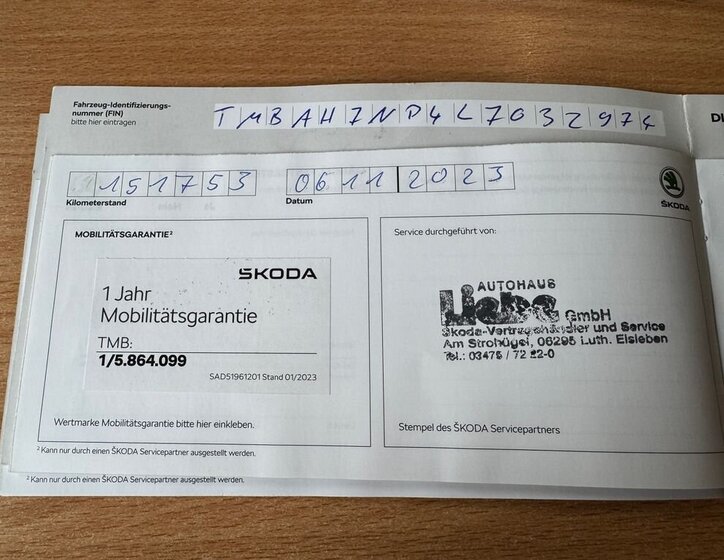 Fahrzeug-Identifizierungs-
nummer (FIN)
bitte hier eintragen
TMBAH7NP4L7032974
151753
Kilometerstand
06 11 2023
Datum
ŠKODA
MOBILITÄTSGARANTIE²
ŠKODA
1 Jahr
Mobilitätsgarantie
TMB:
1/5.864.099
SAD51961201 Stand 01/2023
Wertmarke Mobilitätsgarantie bitte hier einkleben.
Service durchgeführt von:
AUTOHAUS
Liebe GmbH
Skoda-Vertragshändler und Service
Am Strohügel, 06295 Luth. Eisleben
Tel.: 03475 / 72 22-0
Stempel des ŠKODA Servicepartners
² Kann nur durch einen ŠKODA Servicepartner ausgestellt werden.
² Kann nur durch einen ŠKODA Servicepartner ausgestellt werden.